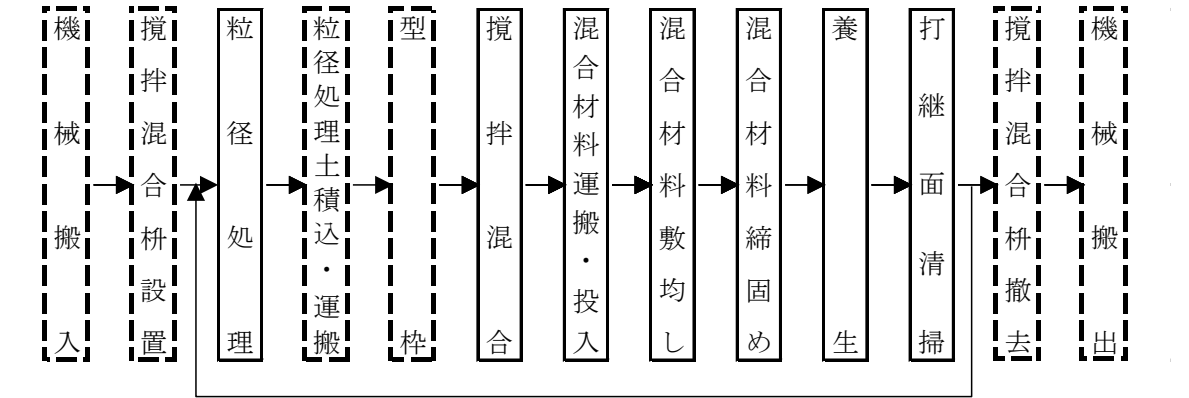 機械搬入
撹拌混合枡設置
粒径処理
粒径処理土積込・運搬
型枠
撹拌混合
混合材料運搬・投入
混合材料敷均し
混合材料締固め
養生
打継面清掃
撹拌混合枡撤去
機械搬出